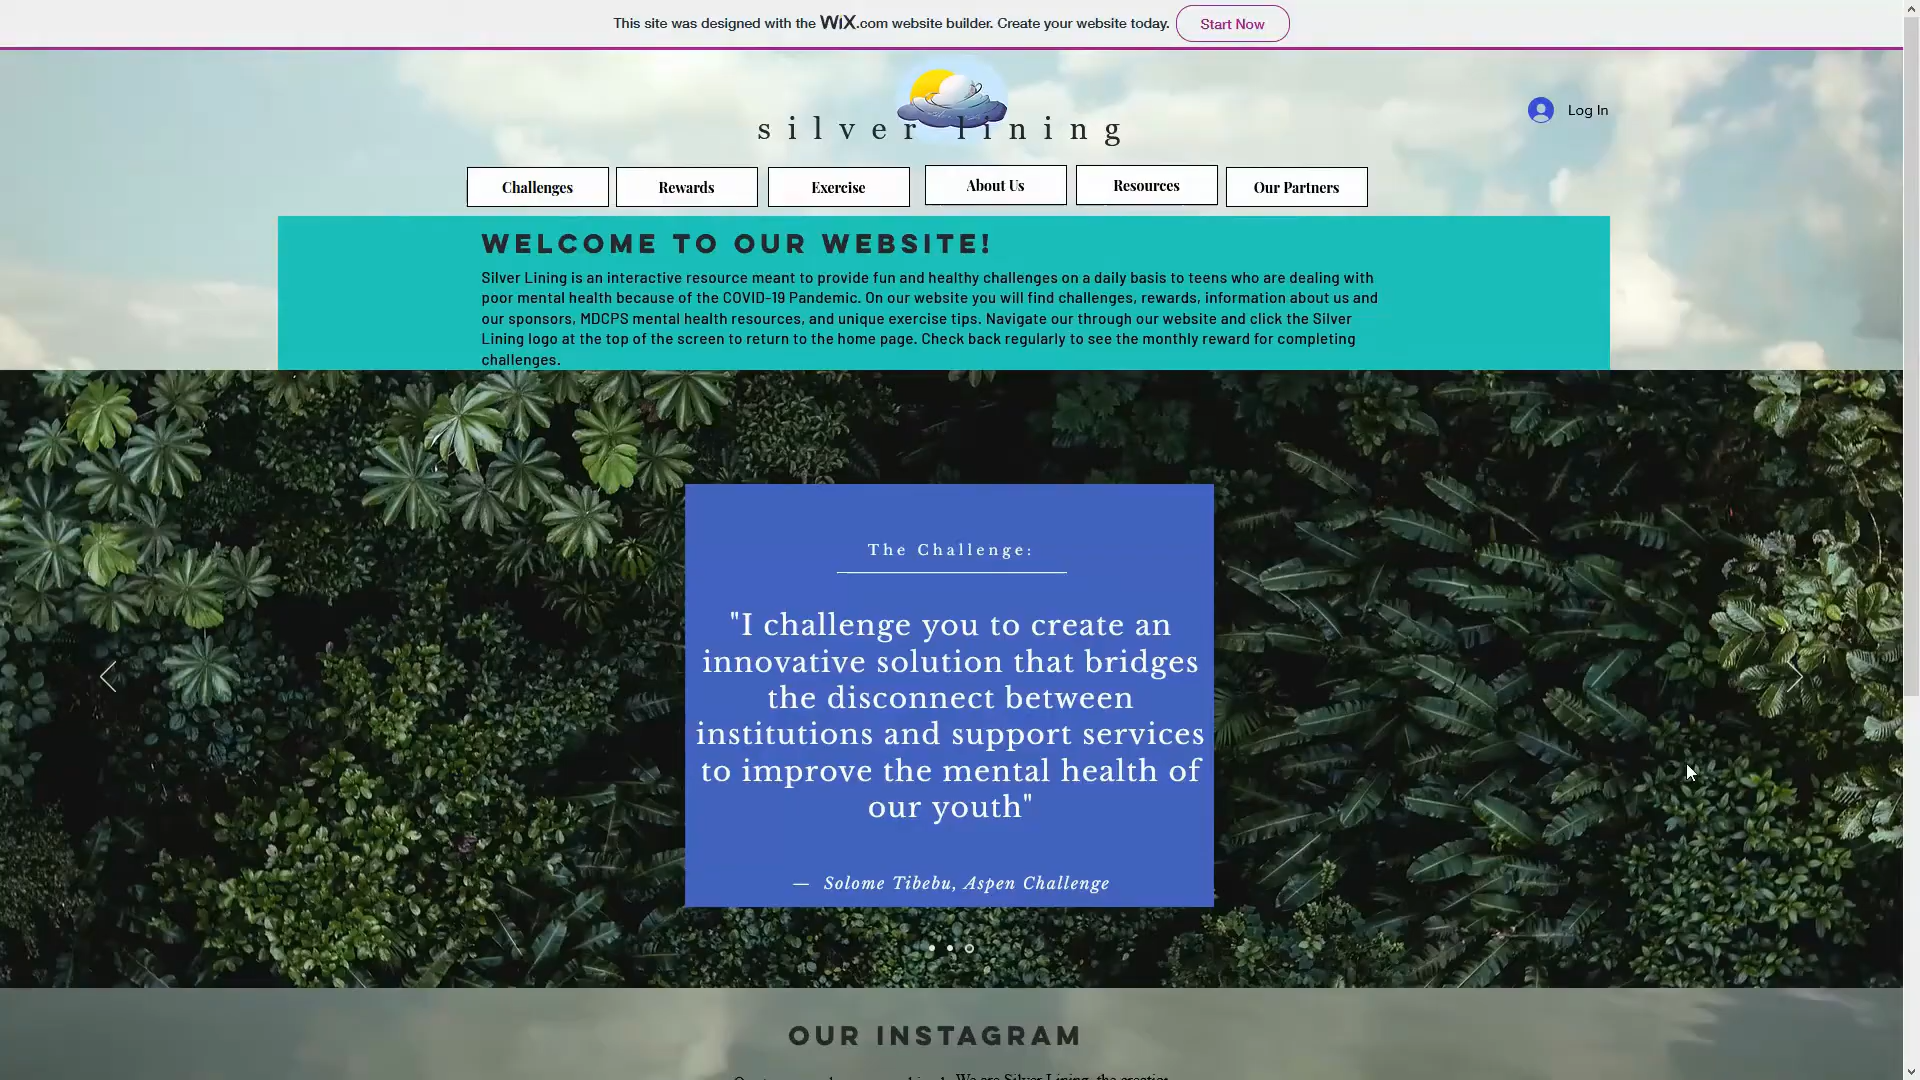 This site was designed with the WiX.com website builder. Create your website today. Start Now
silver lining
Log In
Challenges
Rewards
Exercise
About Us
Resources
Our Partners
WELCOME TO OUR WEBSITE!
Silver Lining is an interactive resource meant to provide fun and healthy challenges on a daily basis to teens who are dealing with
poor mental health because of the COVID-19 Pandemic. On our website you will find challenges, rewards, information about us and
our sponsors, MDCPS mental health resources, and unique exercise tips. Navigate our through our website and click the Silver
Lining logo at the top of the screen to return to the home page. Check back regularly to see the monthly reward for completing
challenges.
The Challenge:
"I challenge you to create an
innovative solution that bridges
the disconnect between
institutions and support services
to improve the mental health of
our youth"
— Solome Tibebu, Aspen Challenge
OUR INSTAGRAM
We are Silver Lining, the creative